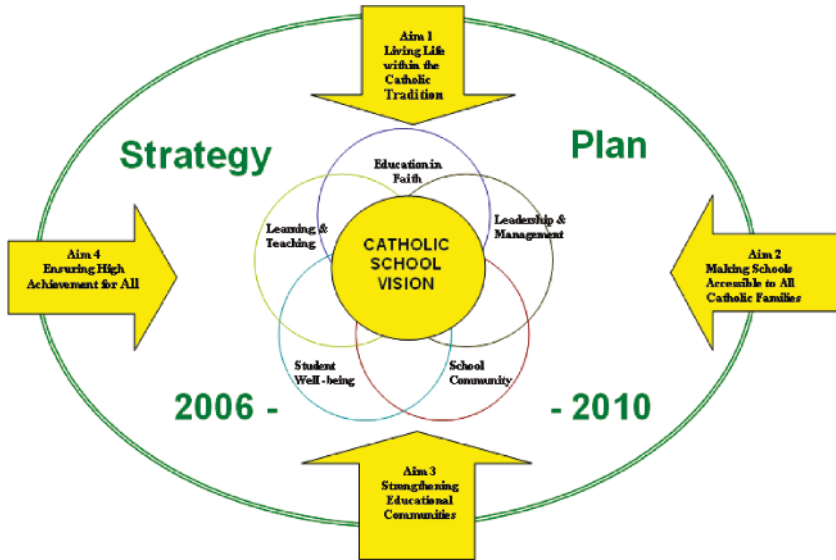 Aim 1
Living Life
within the
Catholic
Tradition
Strategy
Plan
Education in
Faith
Learning &
Teaching
Leadership &
Management
CATHOLIC
SCHOOL
VISION
Aim 4
Ensuring High
Achievement for All
Aim 2
Making Schools
Accessible to All
Catholic Families
Student
Well-being
School
Community
2006 -
- 2010
Aim 3
Strengthening
Educational
Communities